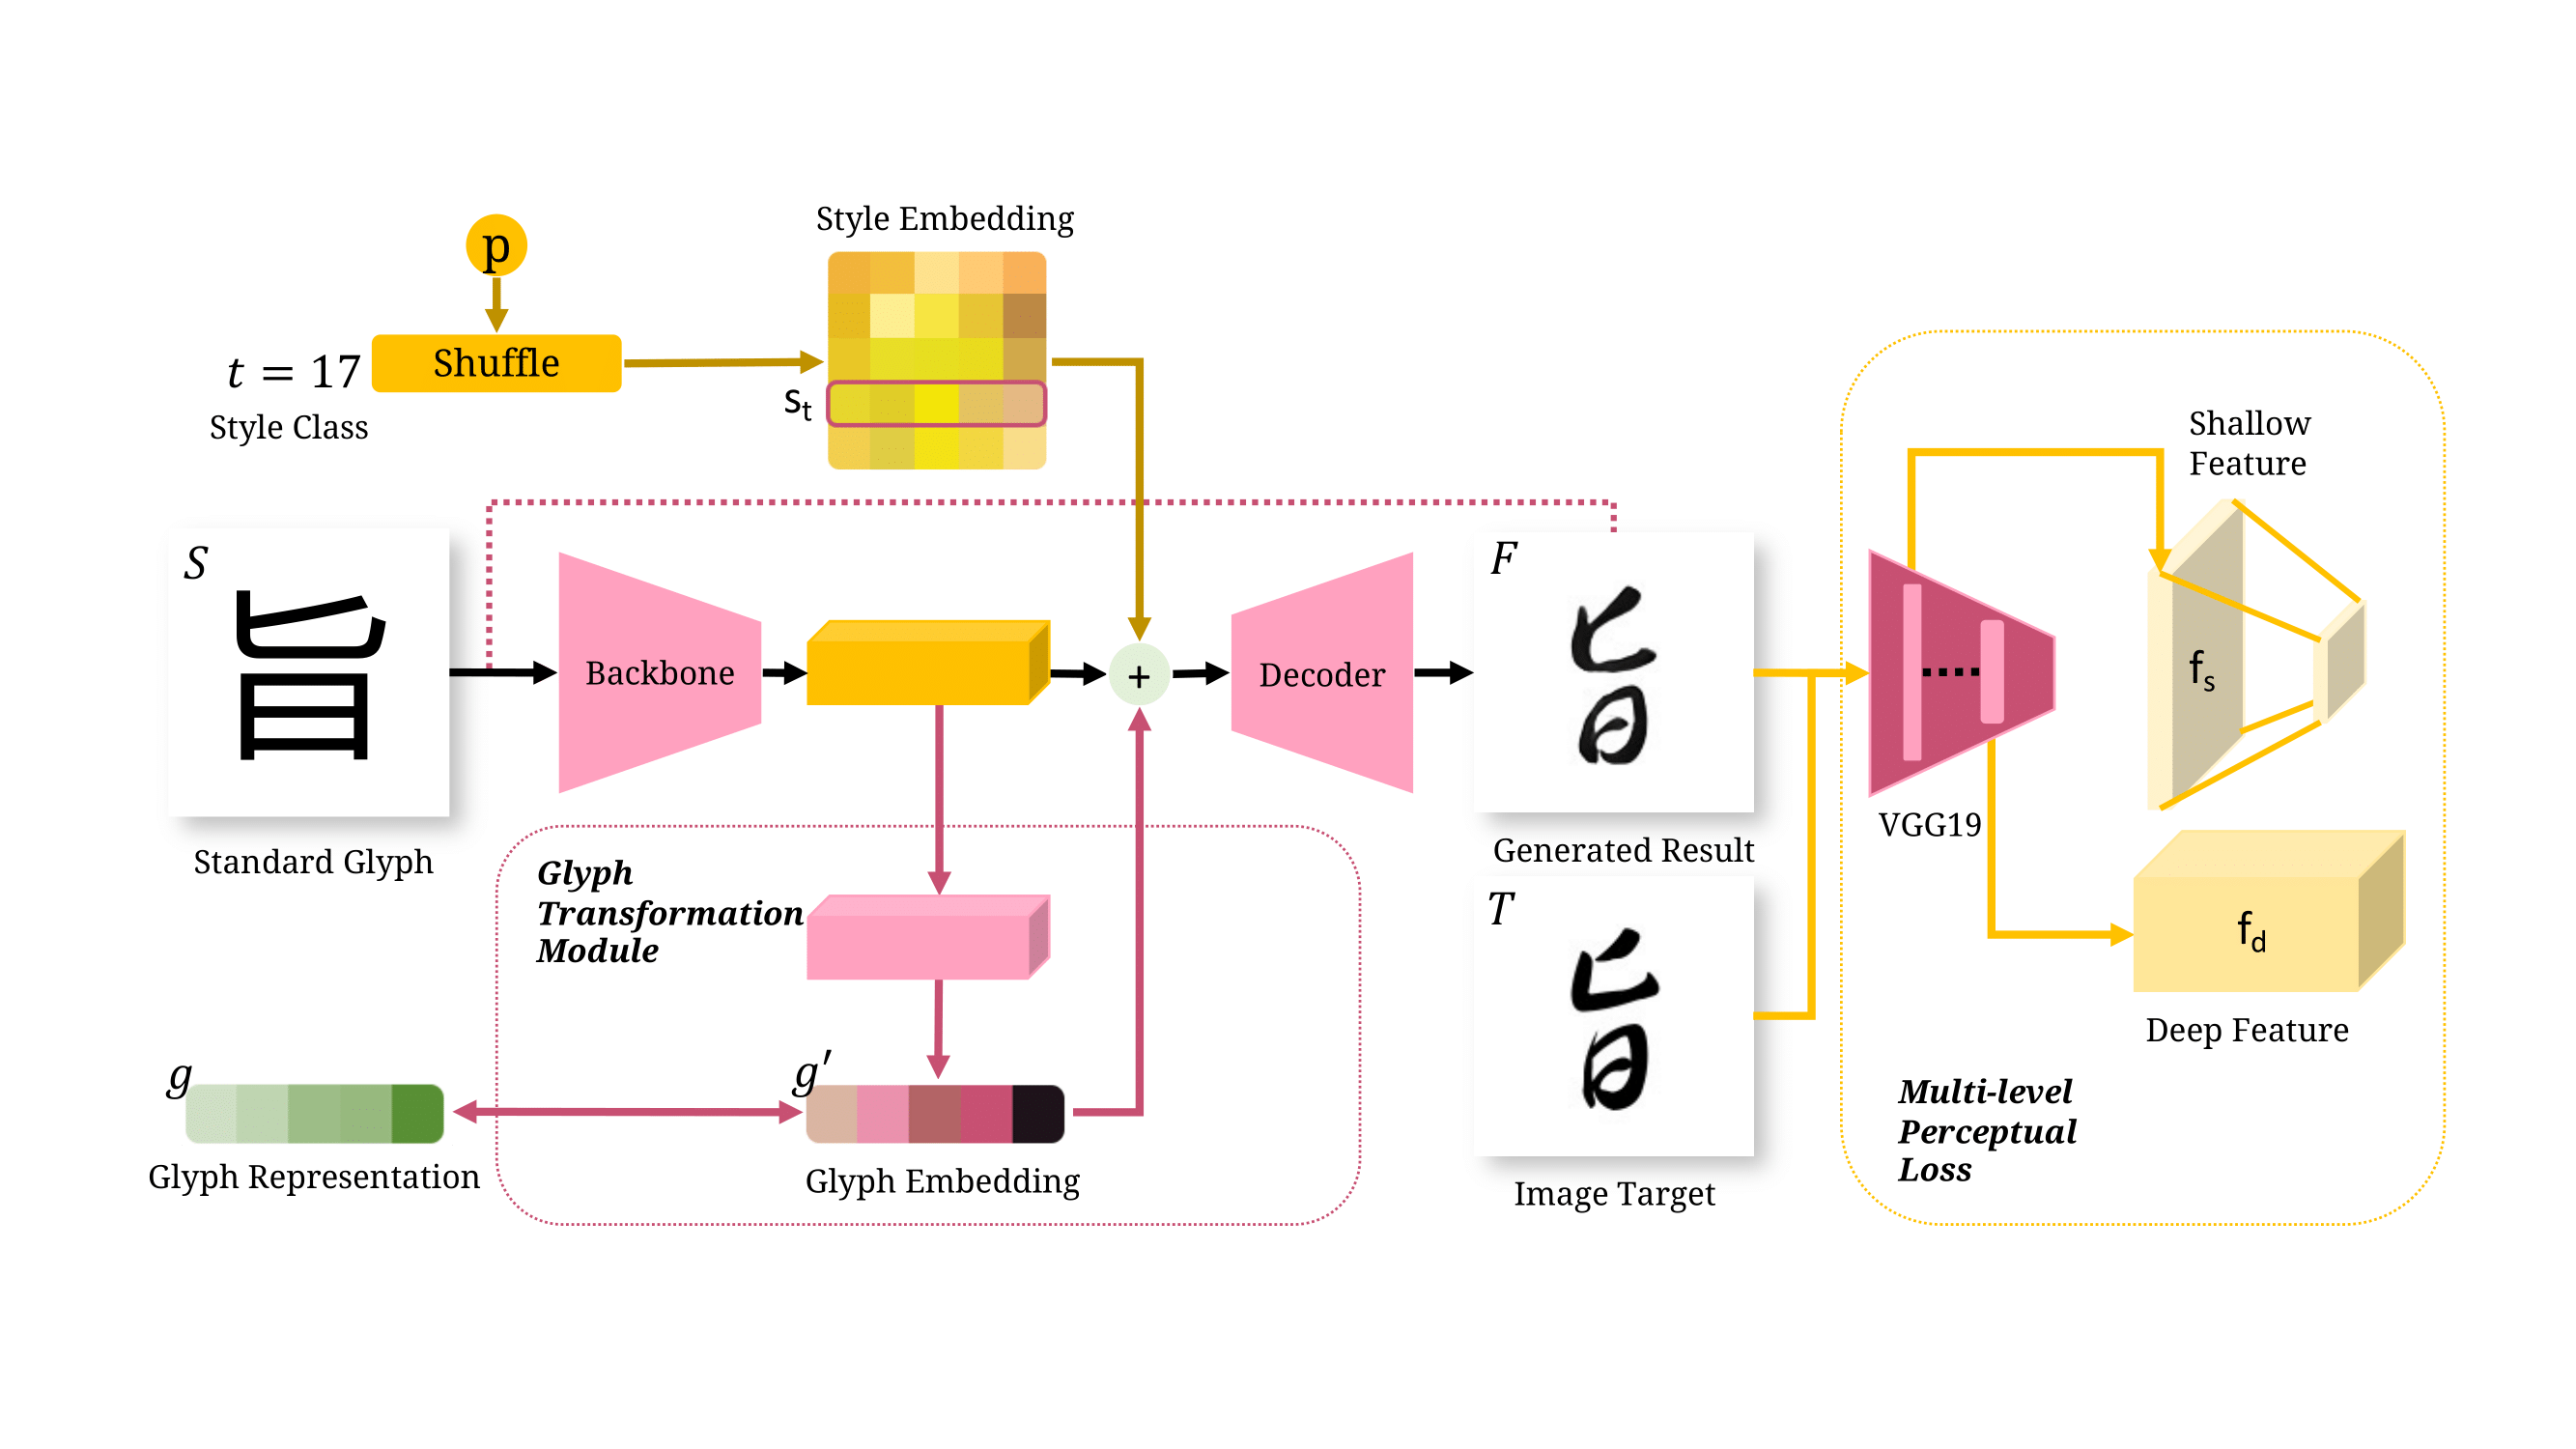 Style Embedding
p
Shuffle
t = 17
Style Class
s_t
Shallow
Feature
S
旨
Standard Glyph
Backbone
+
Decoder
F
旨
Generated Result
f_s
VGG19
Glyph
Transformation
Module
T
旨
Image Target
f_d
Deep Feature
g
Glyph Representation
g′
Glyph Embedding
Multi-level
Perceptual
Loss